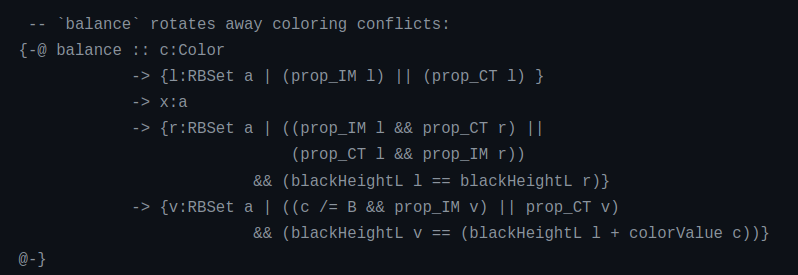 -- `balance` rotates away coloring conflicts:
{-@ balance :: c:Color
-> {l:RBSet a | (prop_IM l) || (prop_CT l) }
-> x:a
-> {r:RBSet a | ((prop_IM l && prop_CT r) ||
(prop_CT l && prop_IM r))
&& (blackHeightL l == blackHeightL r)}
-> {v:RBSet a | ((c /= B && prop_IM v) || prop_CT v)
&& (blackHeightL v == (blackHeightL l + colorValue c))}
@-}